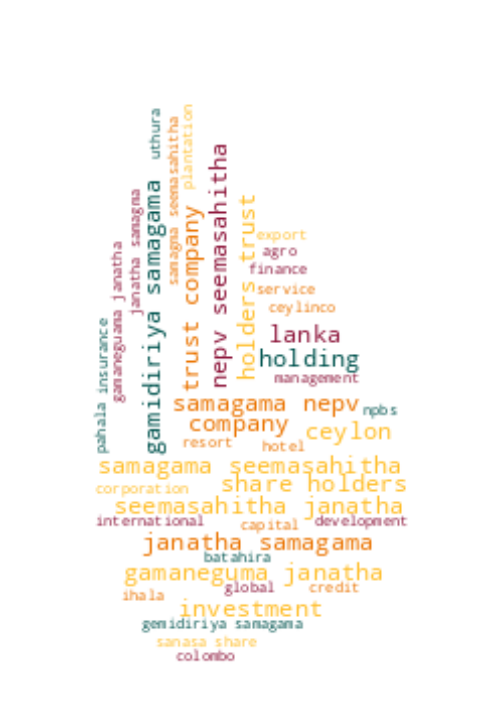 uthura
plantation
samagma seemasahitha
nepv seemasahitha
gamidiriya samagama
janatha samagma
holders trust
trust company
export
gamaneguama janatha
agro
finance
service
ceylinco
pahala insurance
lanka
holding
management
samagama nepv
npbs
company
ceylon
resort
hotel
samagama seemasahitha
share holders
corporation
seemasahitha janatha
international
capital
development
janatha samagama
batahira
gamaneguma janatha
global
credit
ihala
investment
gemidiriya samagama
sanasa share
colombo